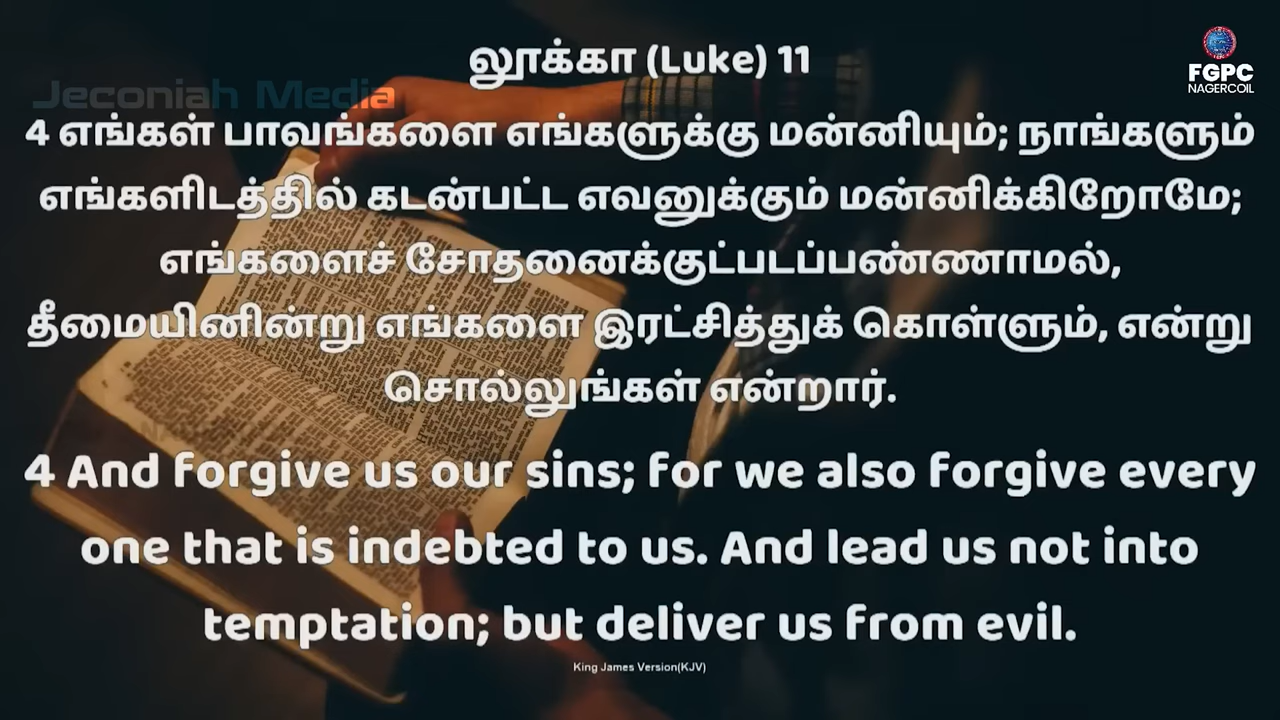 லூக்கா (Luke) 11
FGPC
NAGERCOIL
Jeconiah Media
4 எங்கள் பாவங்களை எங்களுக்கு மன்னியும்; நாங்களும்
எங்களிடத்தில் கடன்பட்ட எவனுக்கும் மன்னிக்கிறோமே;
எங்களைச் சோதனைக்குட்படப்பண்ணாமல்,
தீமையினின்று எங்களை இரட்சித்துக் கொள்ளும், என்று
சொல்லுங்கள் என்றார்.
4 And forgive us our sins; for we also forgive every
one that is indebted to us. And lead us not into
temptation; but deliver us from evil.
King James Version(KJV)